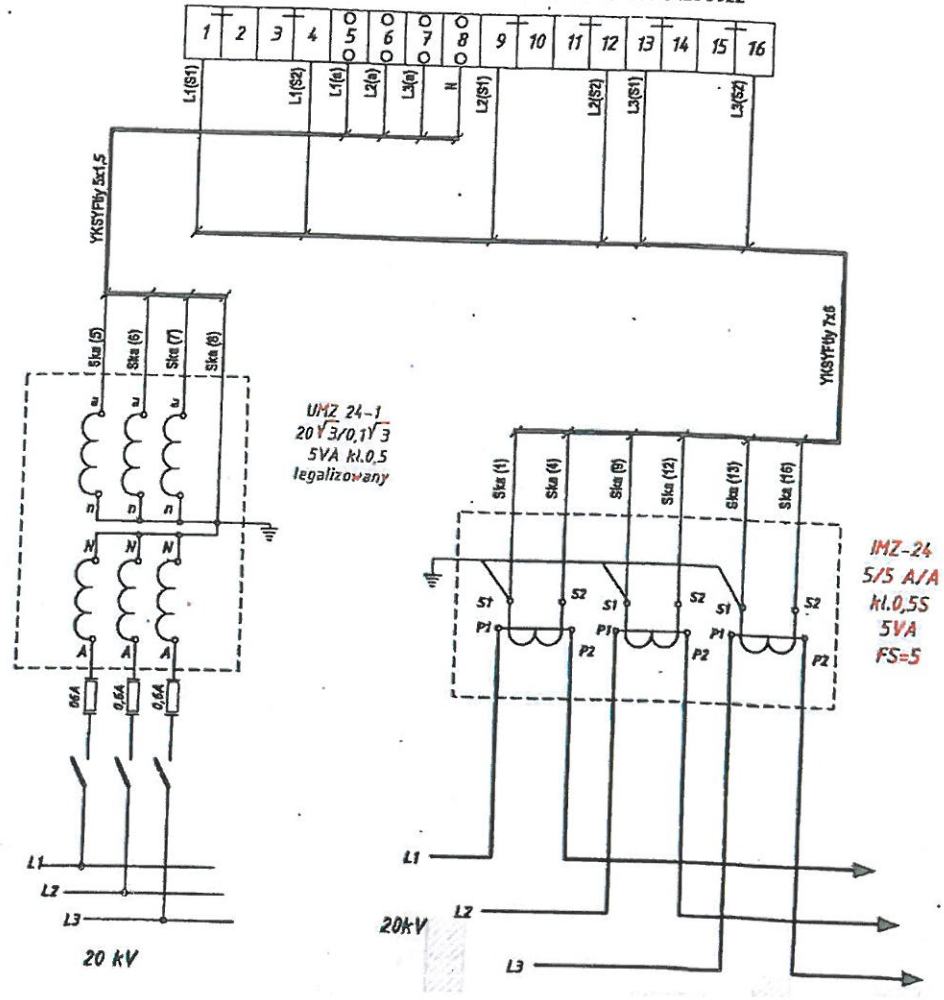 1 2 3 4 5 6 7 8 9 10 11 12 13 14 15 16
L1(S1)
L1(S2)
L1(a)
L2(a)
L3(a)
N
L2(S1)
L2(S2)
L3(S1)
L3(S2)
YKSYFtly 5x1,5
YKSYFtly 7x6
Ska (5)
Ska (6)
Ska (7)
Ska (8)
a a a
n n n
N N N
A A A
06A
0,6A
0,6A
UMZ 24-1
20√3/0,1√3
5VA kl.0,5
legalizowany
Ska (1)
Ska (4)
Ska (9)
Ska (12)
Ska (13)
Ska (16)
S1 S2 S1 S2 S1 S2
P1 P2 P1 P2 P1 P2
IMZ-24
5/5 A/A
kl.0,5S
5VA
FS=5
L1
L2
L3
20 kV
L1
L2
20kV
L3